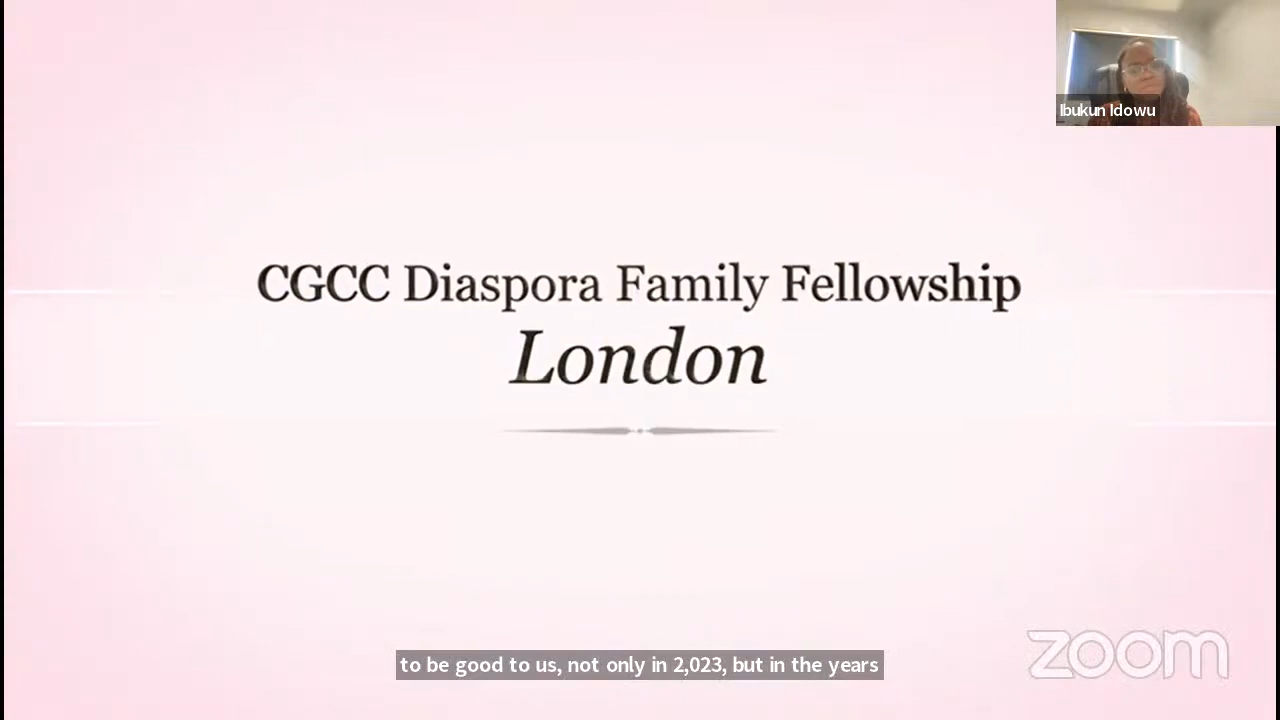 Ibukun Idowu
CGCC Diaspora Family Fellowship
London
to be good to us, not only in 2,023, but in the years
zoom